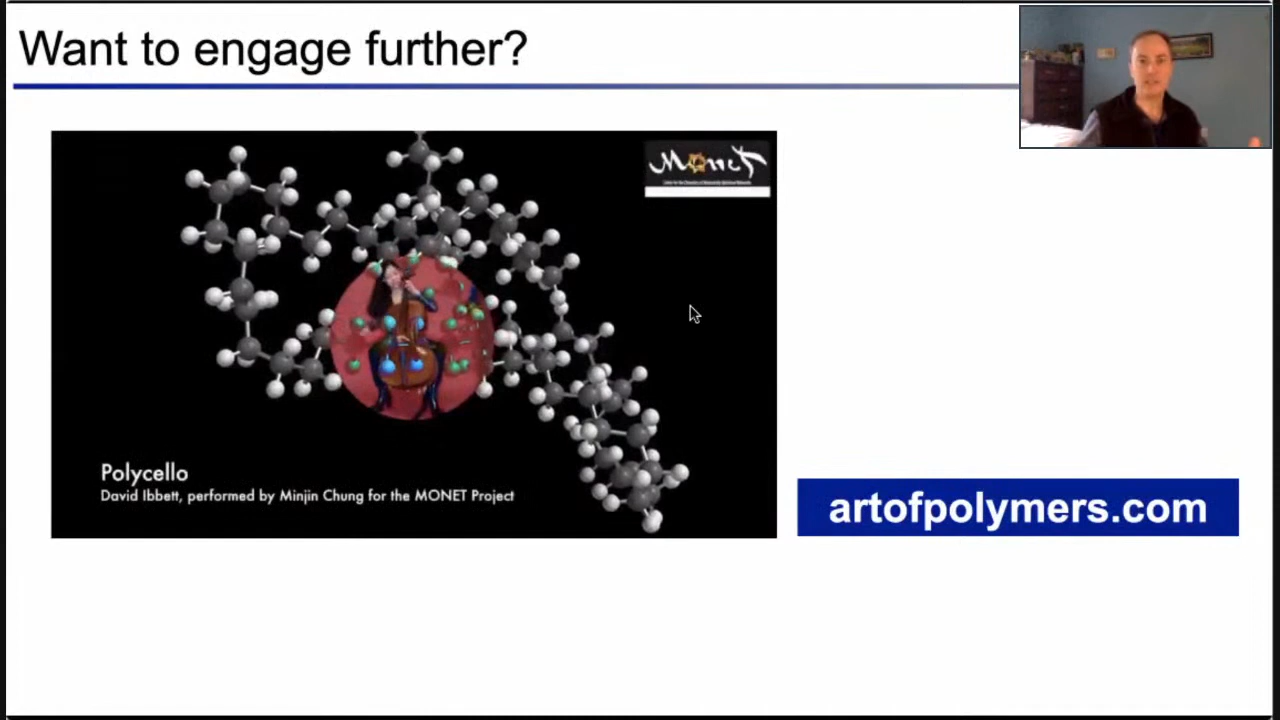 Want to engage further?
MONET
Polycello
David Ibbett, performed by Minjin Chung for the MONET Project
artofpolymers.com